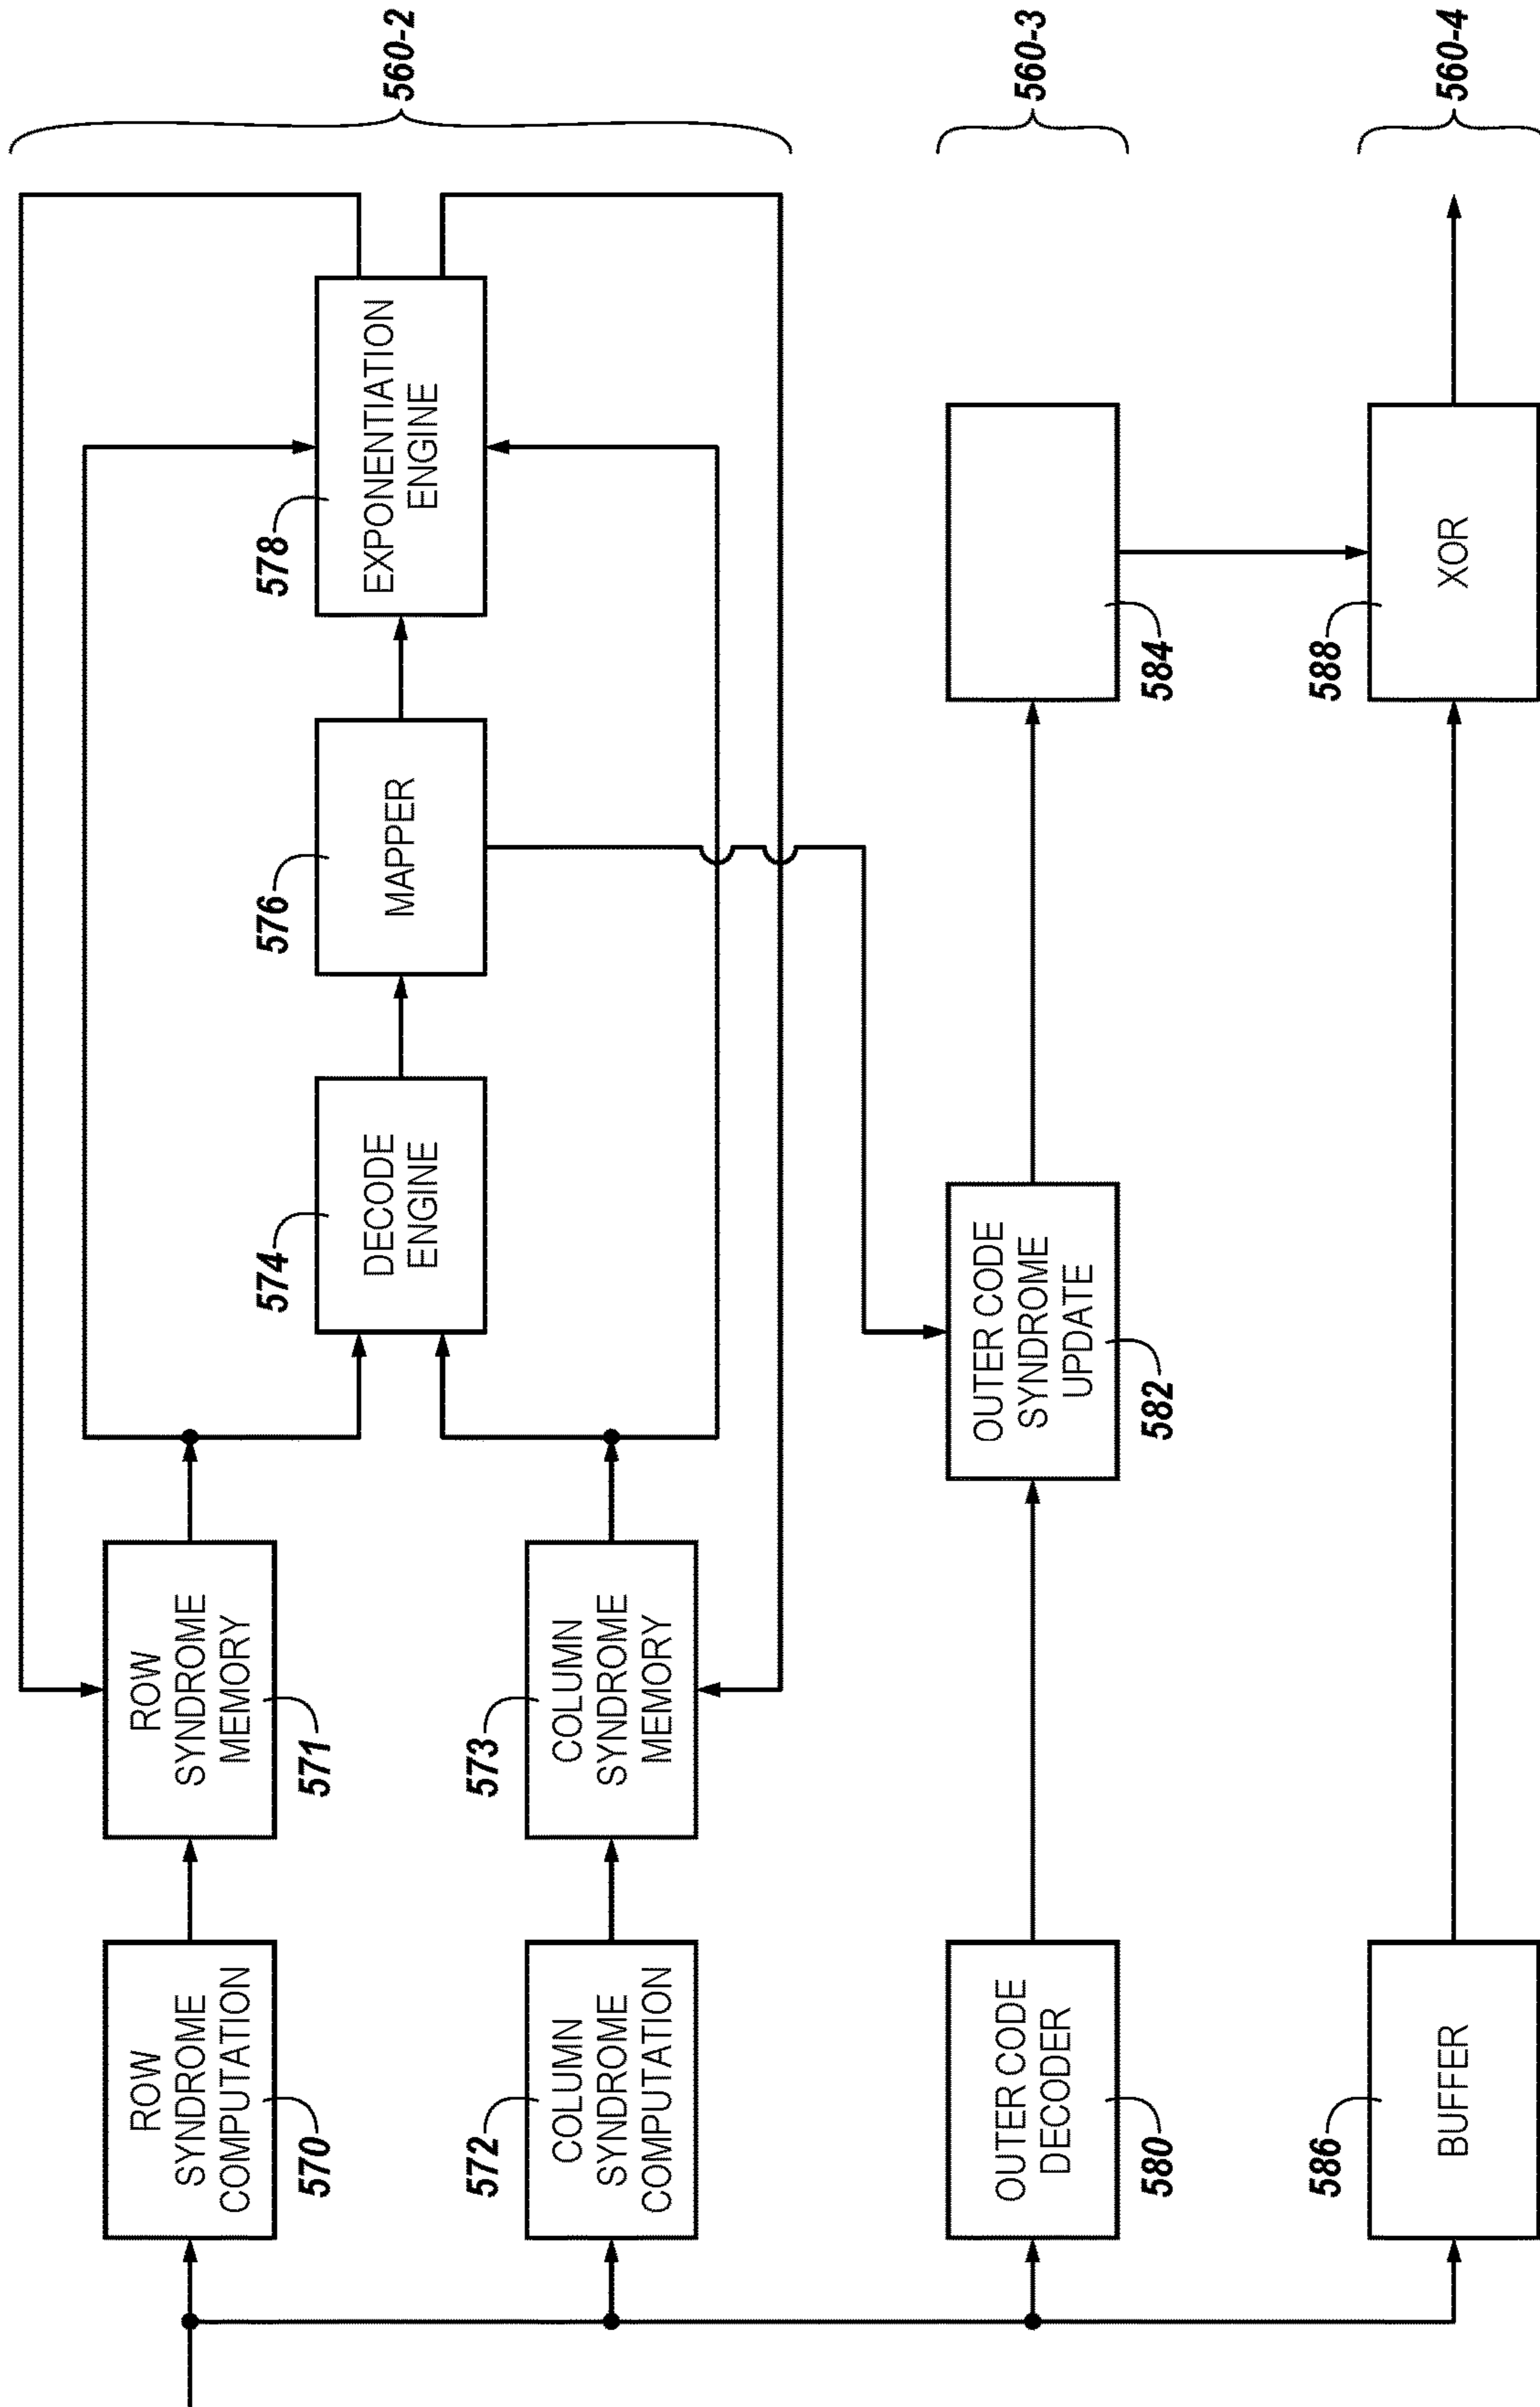 ROW
SYNDROME
COMPUTATION
570
ROW
SYNDROME
MEMORY
571
COLUMN
SYNDROME
COMPUTATION
572
COLUMN
SYNDROME
MEMORY
573
DECODE
ENGINE
574
MAPPER
576
EXPONENTIATION
ENGINE
578
560-2
OUTER CODE
DECODER
580
OUTER CODE
SYNDROME
UPDATE
582
584
560-3
BUFFER
586
XOR
588
560-4